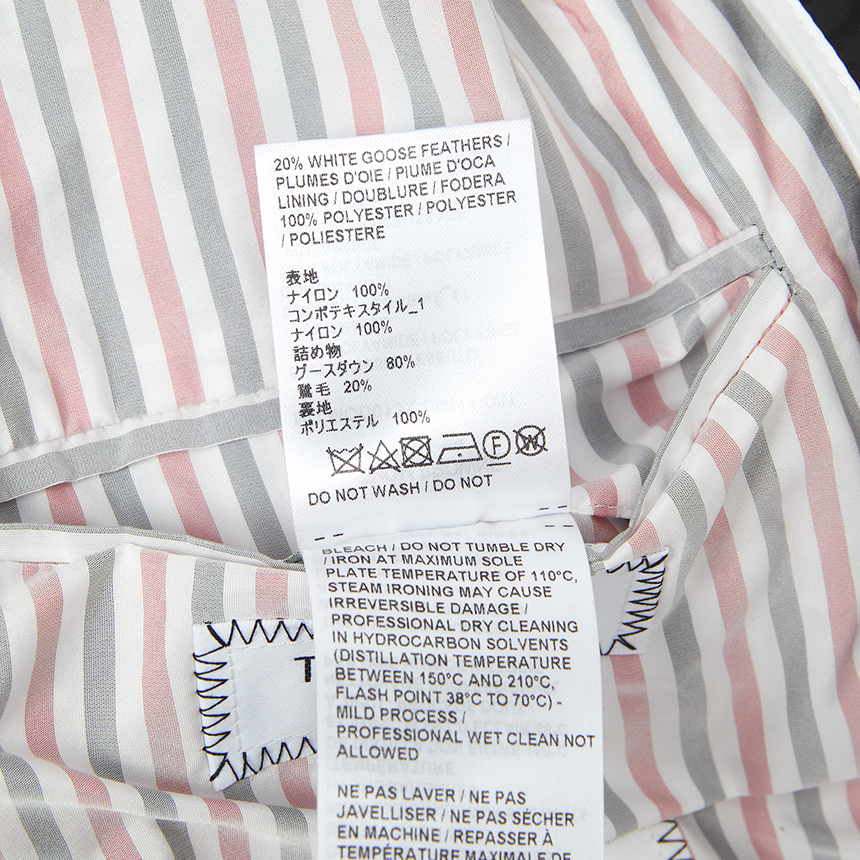 20% WHITE GOOSE FEATHERS /
PLUMES D'OIE / PIUME D'OCA
LINING / DOUBLURE / FODERA
100% POLYESTER / POLYESTER
/ POLIESTERE
表地
ナイロン 100%
コンポテキスタイル_1
ナイロン 100%
詰め物
グースダウン 80%
鵞毛 20%
裏地
ポリエステル 100%
F W
DO NOT WASH / DO NOT
BLEACH / DO NOT TUMBLE DRY
/ IRON AT MAXIMUM SOLE
PLATE TEMPERATURE OF 110°C,
STEAM IRONING MAY CAUSE
IRREVERSIBLE DAMAGE /
PROFESSIONAL DRY CLEANING
IN HYDROCARBON SOLVENTS
(DISTILLATION TEMPERATURE
BETWEEN 150°C AND 210°C,
FLASH POINT 38°C TO 70°C) -
MILD PROCESS /
PROFESSIONAL WET CLEAN NOT
ALLOWED
NE PAS LAVER / NE PAS
JAVELLISER / NE PAS SÉCHER
EN MACHINE / REPASSER À
TEMPÉRATURE MAXIMALE DE